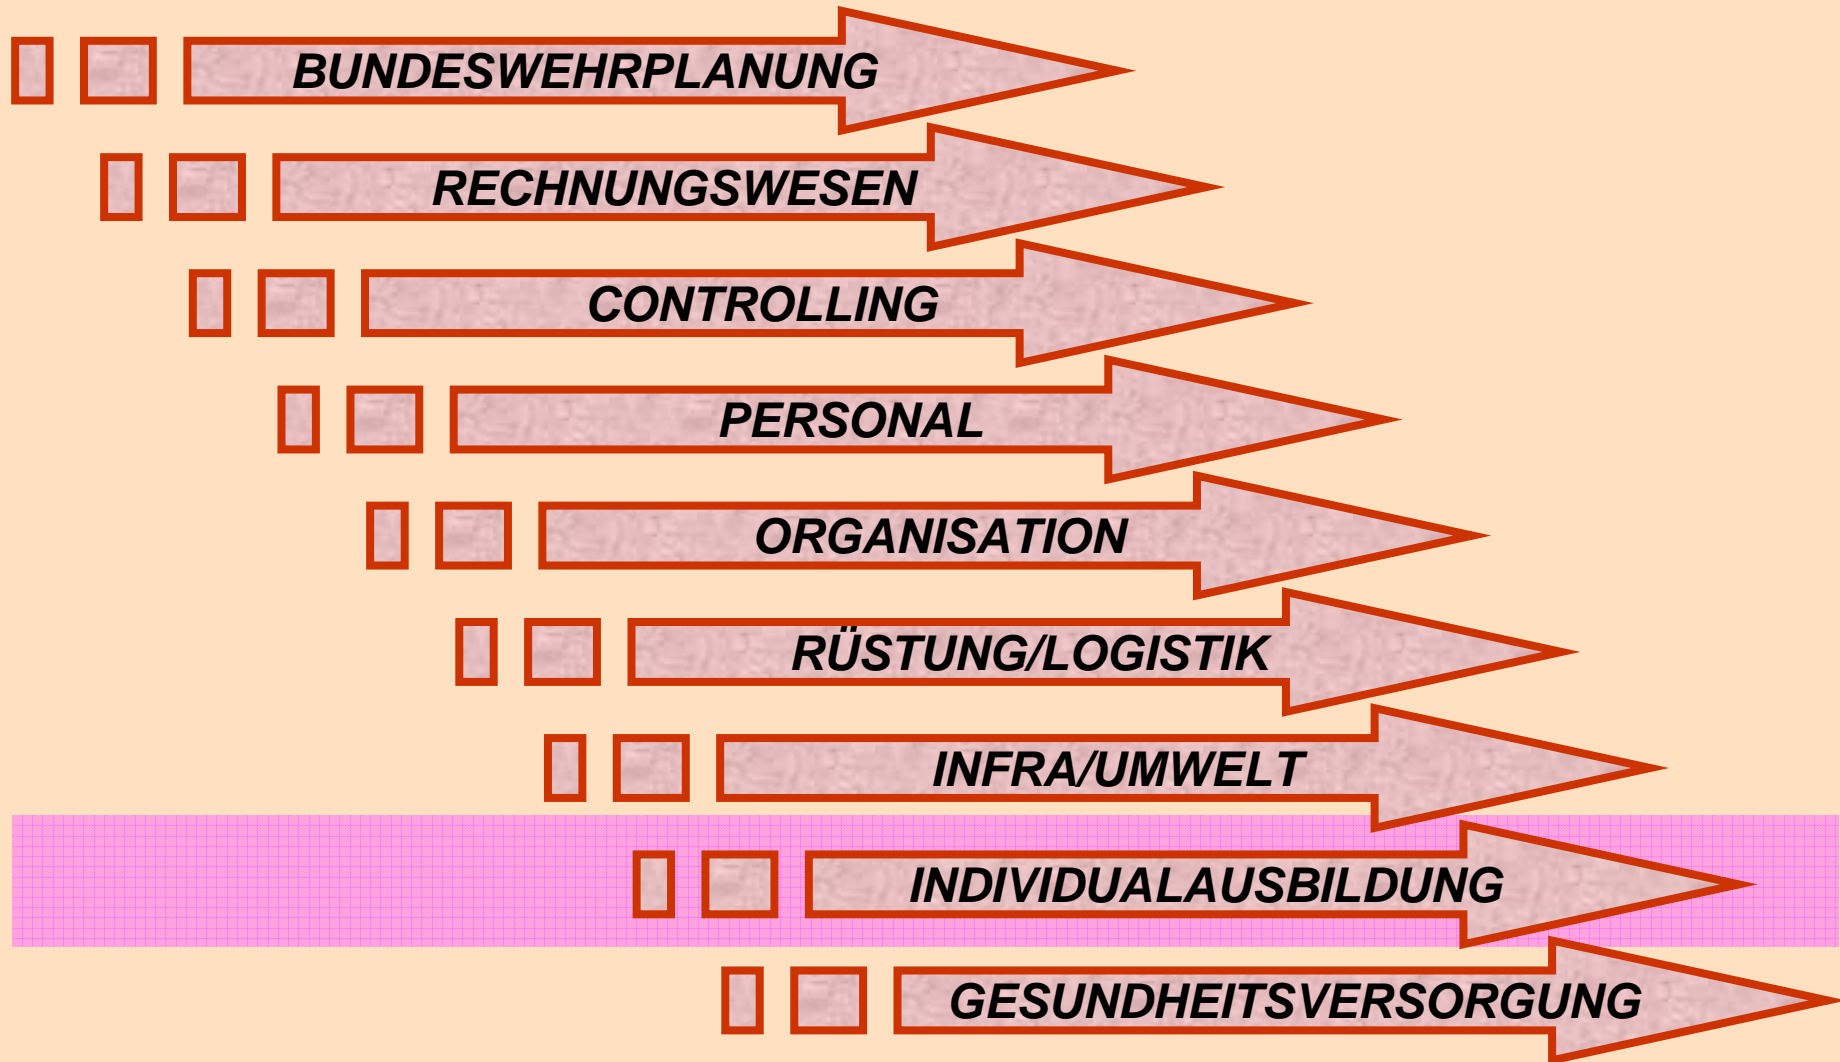 BUNDESWEHRPLANUNG
RECHNUNGSWESEN
CONTROLLING
PERSONAL
ORGANISATION
RÜSTUNG/LOGISTIK
INFRA/UMWELT
INDIVIDUALAUSBILDUNG
GESUNDHEITSVERSORGUNG